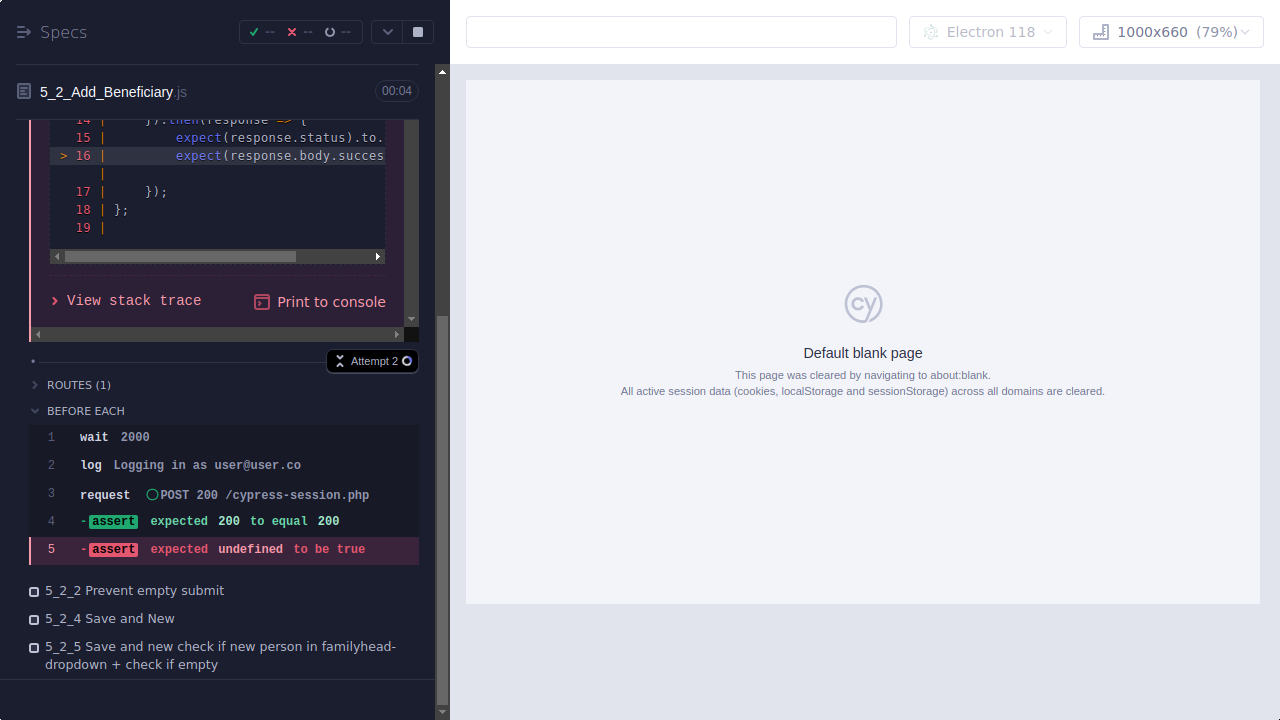 Specs
--
--
--
Electron 118
1000x660 (79%)
5_2_Add_Beneficiary.js
00:04
14 | }).then(response => {
15 | expect(response.status).to.
> 16 | expect(response.body.succes
|
17 | });
18 | };
19 |
View stack trace
Print to console
Attempt 2
ROUTES (1)
BEFORE EACH
1 wait 2000
2 log Logging in as user@user.co
3 request POST 200 /cypress-session.php
4 -assert expected 200 to equal 200
5 -assert expected undefined to be true
5_2_2 Prevent empty submit
5_2_4 Save and New
5_2_5 Save and new check if new person in familyhead-
dropdown + check if empty
cy
Default blank page
This page was cleared by navigating to about:blank.
All active session data (cookies, localStorage and sessionStorage) across all domains are cleared.